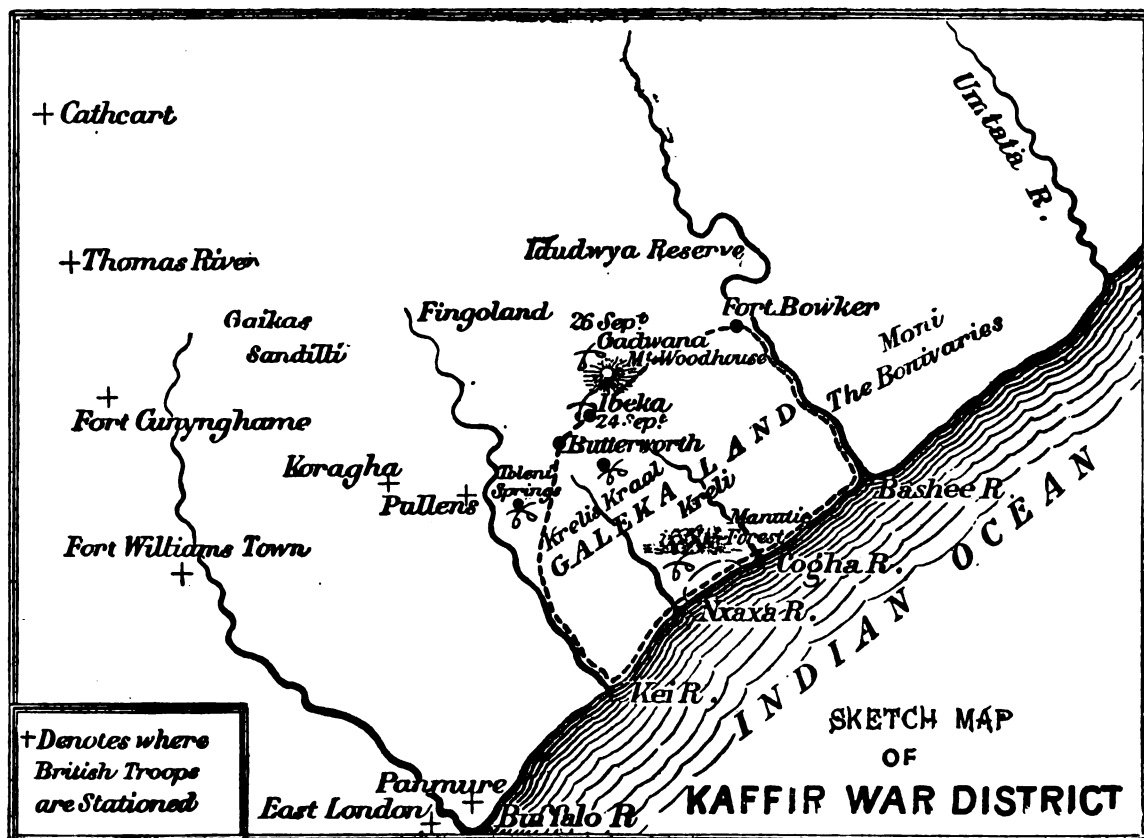 Cathcart
Umtata R.
Thomas River
Idudwya Reserve
Gaikas
Sandilli
Fingoland
26 Sept.
Gadwana
Mt. Woodhouse
Fort Bowker
Moni
The Bonivaries
Ibeka
24 Sept.
Fort Cunynghame
Butterworth
Koragha
Pullens
Springs
Krelis Kraal
GALEKA LAND
Kreli
Manutie
Forest
Bashee R.
Fort Williams Town
Cogha R.
Nxaxa R.
Kei R.
INDIAN OCEAN
Panmure
East London
Buffalo R
+Denotes where
British Troops
are Stationed
SKETCH MAP
OF
KAFFIR WAR DISTRICT